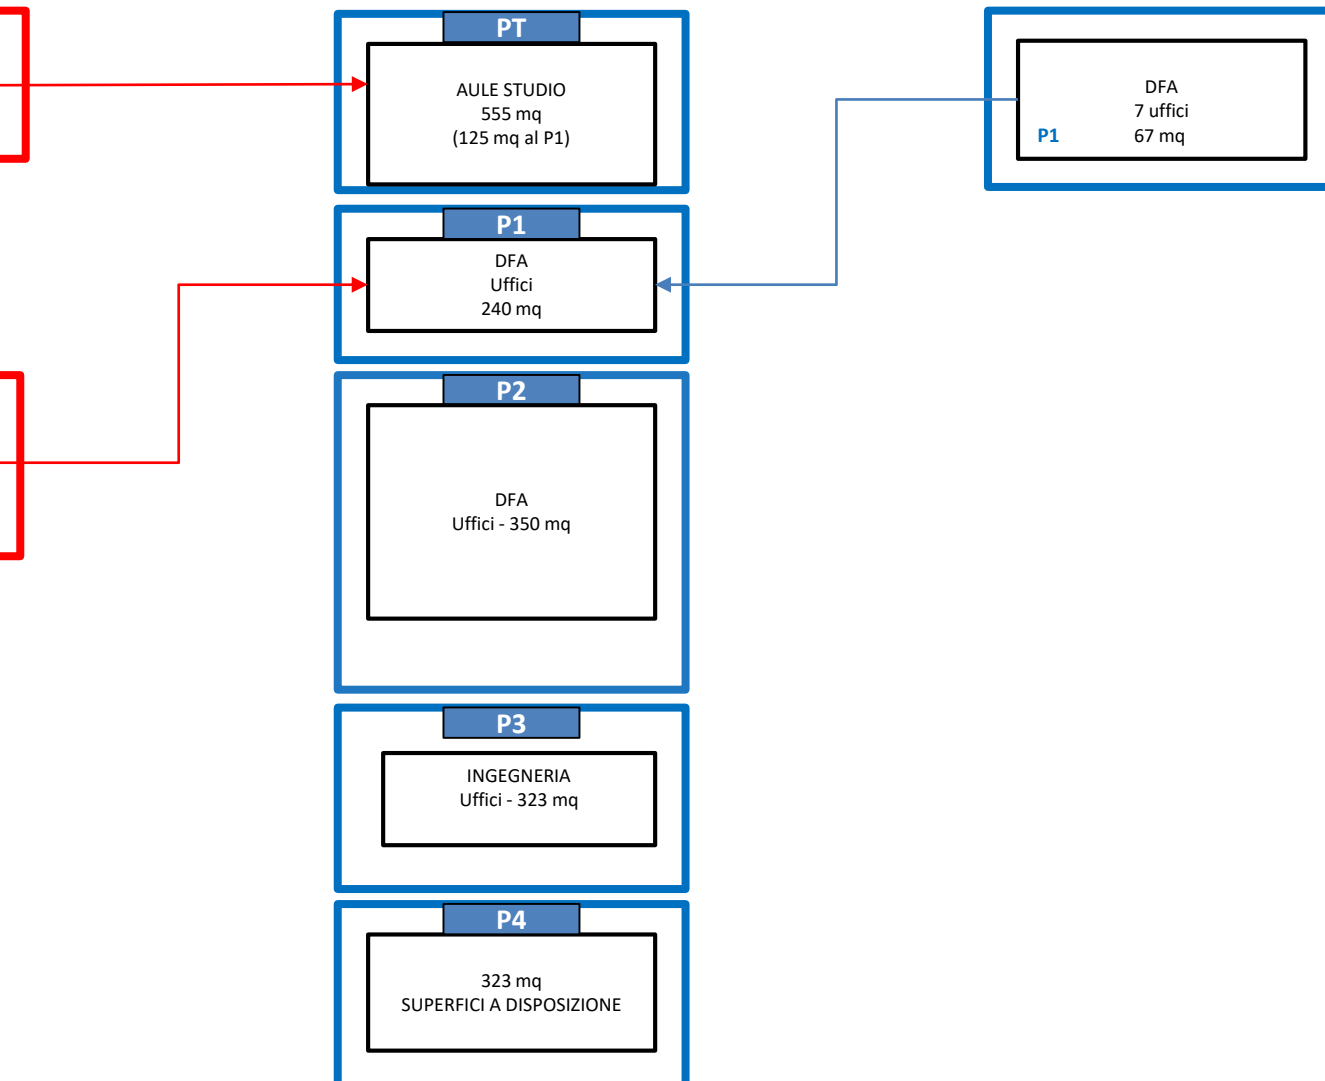 PT
AULE STUDIO
555 mq
(125 mq al P1)
DFA
7 uffici
P1 67 mq
P1
DFA
Uffici
240 mq
P2
DFA
Uffici - 350 mq
P3
INGEGNERIA
Uffici - 323 mq
P4
323 mq
SUPERFICI A DISPOSIZIONE